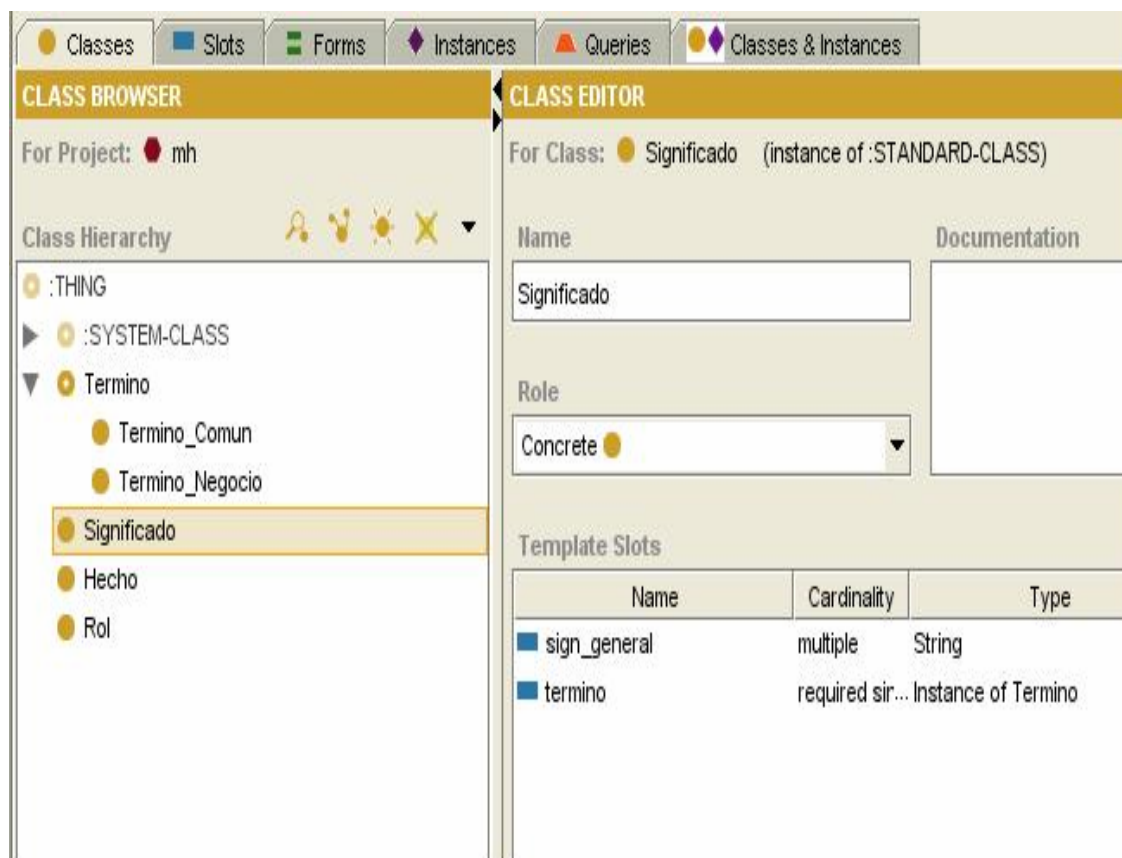 Classes Slots Forms Instances Queries Classes & Instances
CLASS BROWSER
For Project: mh
Class Hierarchy
:THING
:SYSTEM-CLASS
Termino
Termino_Comun
Termino_Negocio
Significado
Hecho
Rol
CLASS EDITOR
For Class: Significado (instance of :STANDARD-CLASS)
Name
Significado
Documentation
Role
Concrete
Template Slots
Name Cardinality Type
sign_general multiple String
termino required sir... Instance of Termino